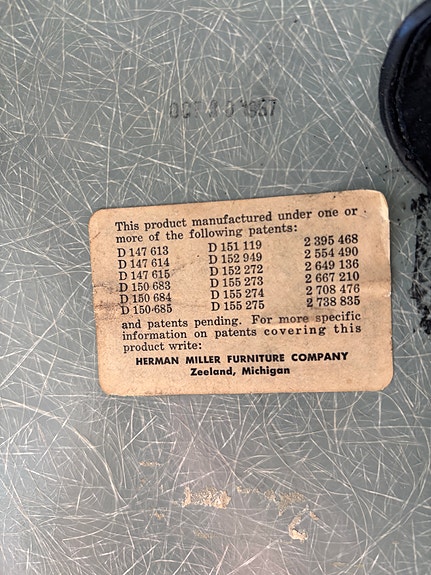 OCT 1957
This product manufactured under one or
more of the following patents:
D 147 613 D 151 119 2 395 468
D 147 614 D 152 949 2 554 490
D 147 615 D 152 272 2 649 136
D 150 683 D 155 273 2 667 210
D 150 684 D 155 274 2 708 476
D 150 685 D 155 275 2 738 835
and patents pending. For more specific
information on patents covering this
product write:
HERMAN MILLER FURNITURE COMPANY
Zeeland, Michigan